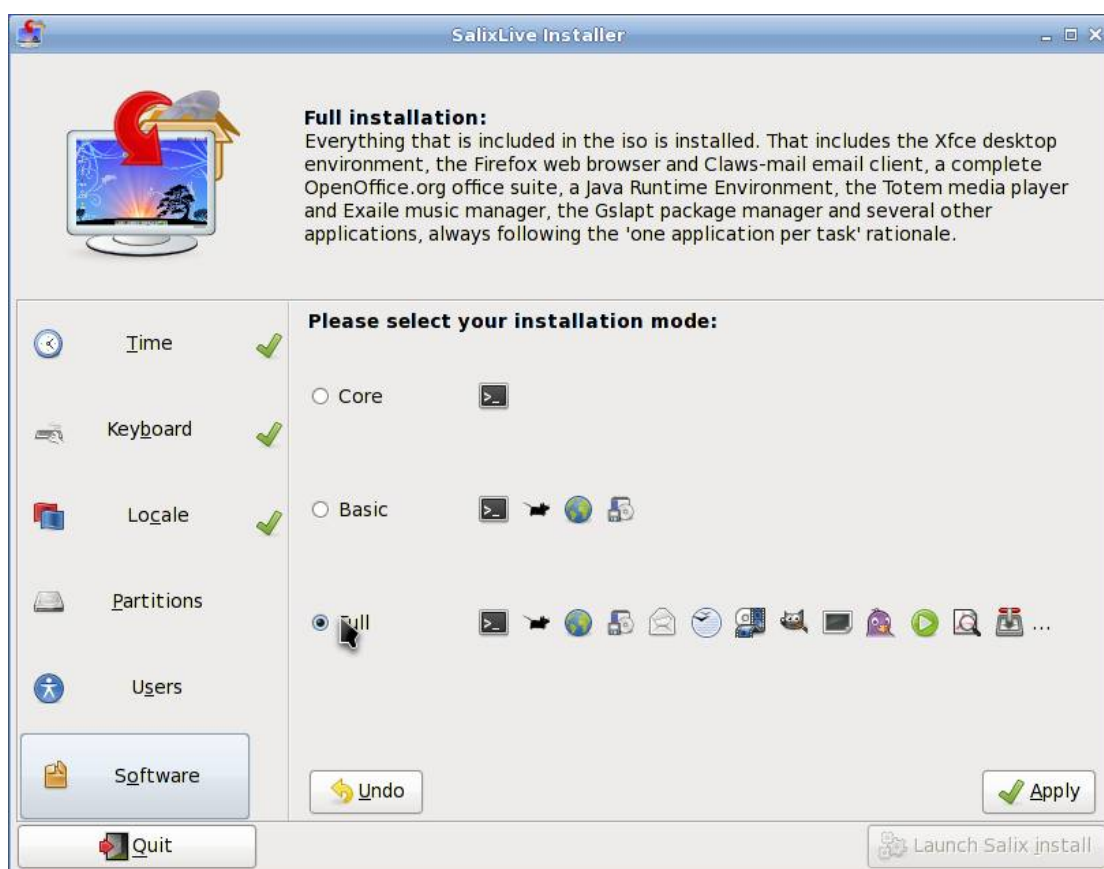 SalixLive Installer
Full installation:
Everything that is included in the iso is installed. That includes the Xfce desktop
environment, the Firefox web browser and Claws-mail email client, a complete
OpenOffice.org office suite, a Java Runtime Environment, the Totem media player
and Exaile music manager, the Gslapt package manager and several other
applications, always following the 'one application per task' rationale.
Time
Keyboard
Locale
Partitions
Users
Software
Please select your installation mode:
Core
Basic
Full
...
Undo
Apply
Quit
Launch Salix install